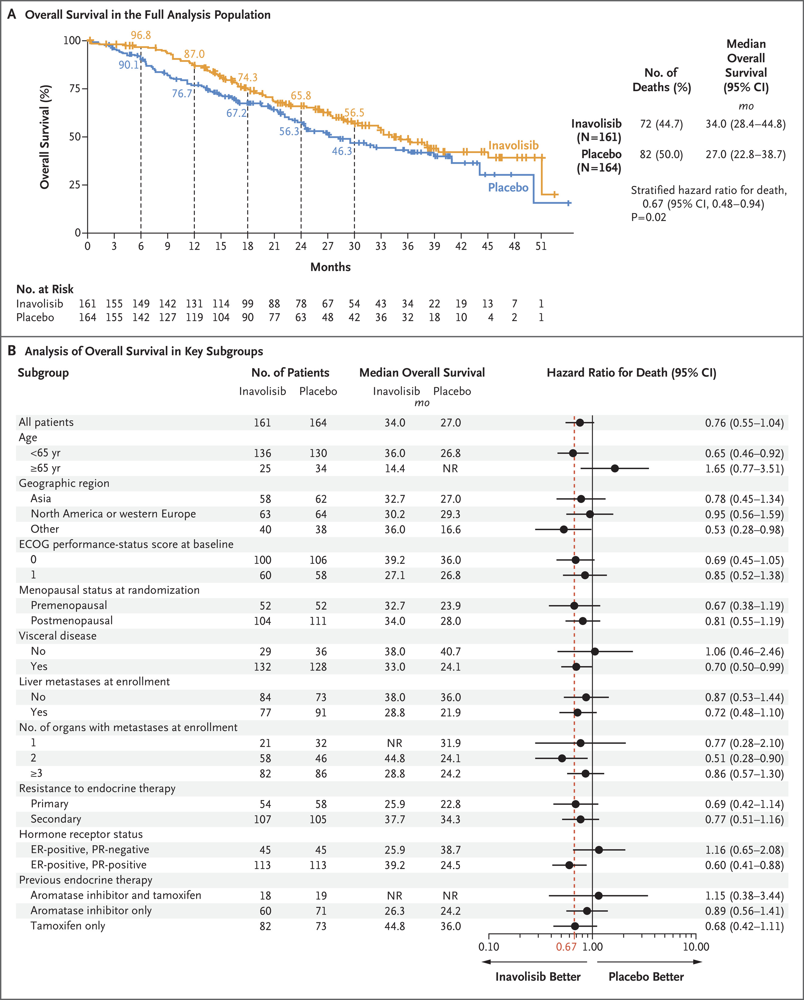 A Overall Survival in the Full Analysis Population
100
75
50
25
0
Overall Survival (%)
96.8
87.0
74.3
65.8
56.5
90.1
76.7
67.2
56.3
46.3
Inavolisib
Placebo
0 3 6 9 12 15 18 21 24 27 30 33 36 39 42 45 48 51
Months
No. of
Deaths (%)
Median
Overall
Survival
(95% CI)
mo
Inavolisib
(N=161)
72 (44.7) 34.0 (28.4–44.8)
Placebo
(N=164)
82 (50.0) 27.0 (22.8–38.7)
Stratified hazard ratio for death,
0.67 (95% CI, 0.48–0.94)
P=0.02
No. at Risk
Inavolisib 161 155 149 142 131 114 99 88 78 67 54 43 34 22 19 13 7 1
Placebo 164 155 142 127 119 104 90 77 63 48 42 36 32 18 10 4 2 1
B Analysis of Overall Survival in Key Subgroups
Subgroup No. of Patients Median Overall Survival Hazard Ratio for Death (95% CI)
Inavolisib Placebo Inavolisib Placebo
mo
All patients 161 164 34.0 27.0 0.76 (0.55–1.04)
Age
<65 yr 136 130 36.0 26.8 0.65 (0.46–0.92)
≥65 yr 25 34 14.4 NR 1.65 (0.77–3.51)
Geographic region
Asia 58 62 32.7 27.0 0.78 (0.45–1.34)
North America or western Europe 63 64 30.2 29.3 0.95 (0.56–1.59)
Other 40 38 36.0 16.6 0.53 (0.28–0.98)
ECOG performance-status score at baseline
0 100 106 39.2 36.0 0.69 (0.45–1.05)
1 60 58 27.1 26.8 0.85 (0.52–1.38)
Menopausal status at randomization
Premenopausal 52 52 32.7 23.9 0.67 (0.38–1.19)
Postmenopausal 104 111 34.0 28.0 0.81 (0.55–1.19)
Visceral disease
No 29 36 38.0 40.7 1.06 (0.46–2.46)
Yes 132 128 33.0 24.1 0.70 (0.50–0.99)
Liver metastases at enrollment
No 84 73 38.0 36.0 0.87 (0.53–1.44)
Yes 77 91 28.8 21.9 0.72 (0.48–1.10)
No. of organs with metastases at enrollment
1 21 32 NR 31.9 0.77 (0.28–2.10)
2 58 46 44.8 24.1 0.51 (0.28–0.90)
≥3 82 86 28.8 24.2 0.86 (0.57–1.30)
Resistance to endocrine therapy
Primary 54 58 25.9 22.8 0.69 (0.42–1.14)
Secondary 107 105 37.7 34.3 0.77 (0.51–1.16)
Hormone receptor status
ER-positive, PR-negative 45 45 25.9 38.7 1.16 (0.65–2.08)
ER-positive, PR-positive 113 113 39.2 24.5 0.60 (0.41–0.88)
Previous endocrine therapy
Aromatase inhibitor and tamoxifen 18 19 NR NR 1.15 (0.38–3.44)
Aromatase inhibitor only 60 71 26.3 24.2 0.89 (0.56–1.41)
Tamoxifen only 82 73 44.8 36.0 0.68 (0.42–1.11)
0.10 0.67 1.00 10.00
Inavolisib Better Placebo Better